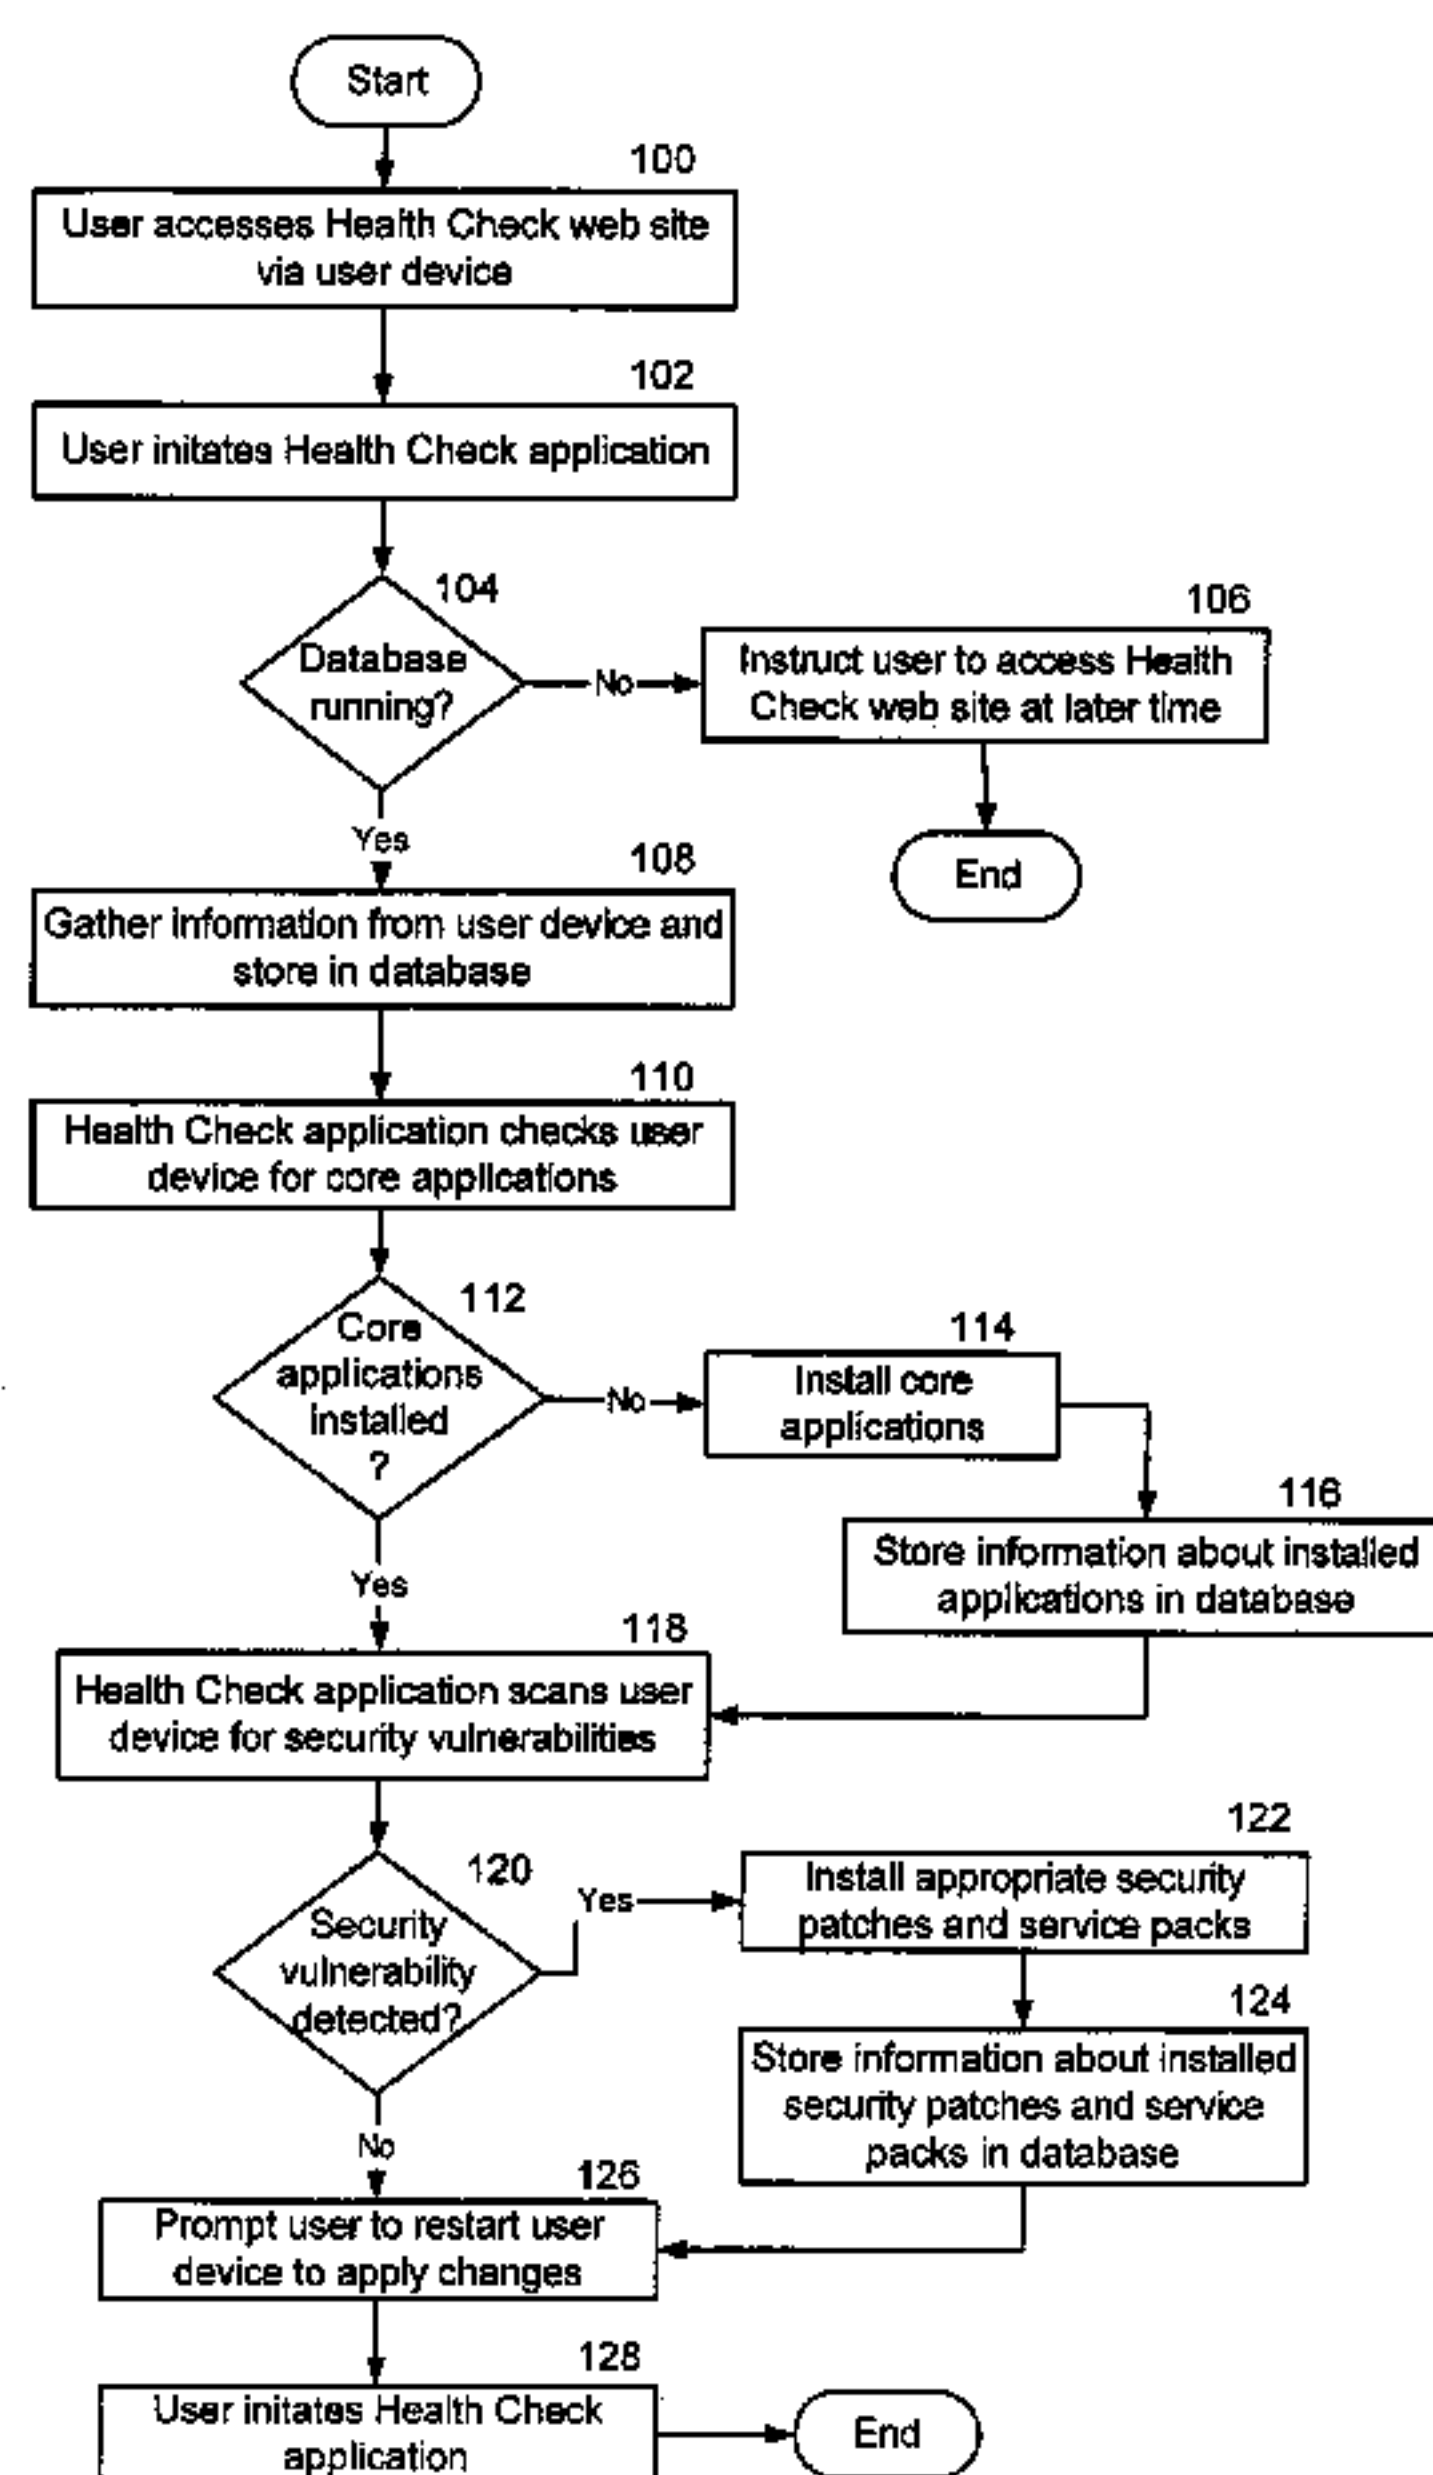 Start
100
User accesses Health Check web site
via user device
102
User initates Health Check application
104
Database
running?
No
106
Instruct user to access Health
Check web site at later time
End
Yes
108
Gather information from user device and
store in database
110
Health Check application checks user
device for core applications
112
Core
applications
installed
?
No
114
Install core
applications
116
Store information about installed
applications in database
Yes
118
Health Check application scans user
device for security vulnerabilities
120
Security
vulnerability
detected?
Yes
122
Install appropriate security
patches and service packs
124
Store information about installed
security patches and service
packs in database
No
126
Prompt user to restart user
device to apply changes
128
User initates Health Check
application
End